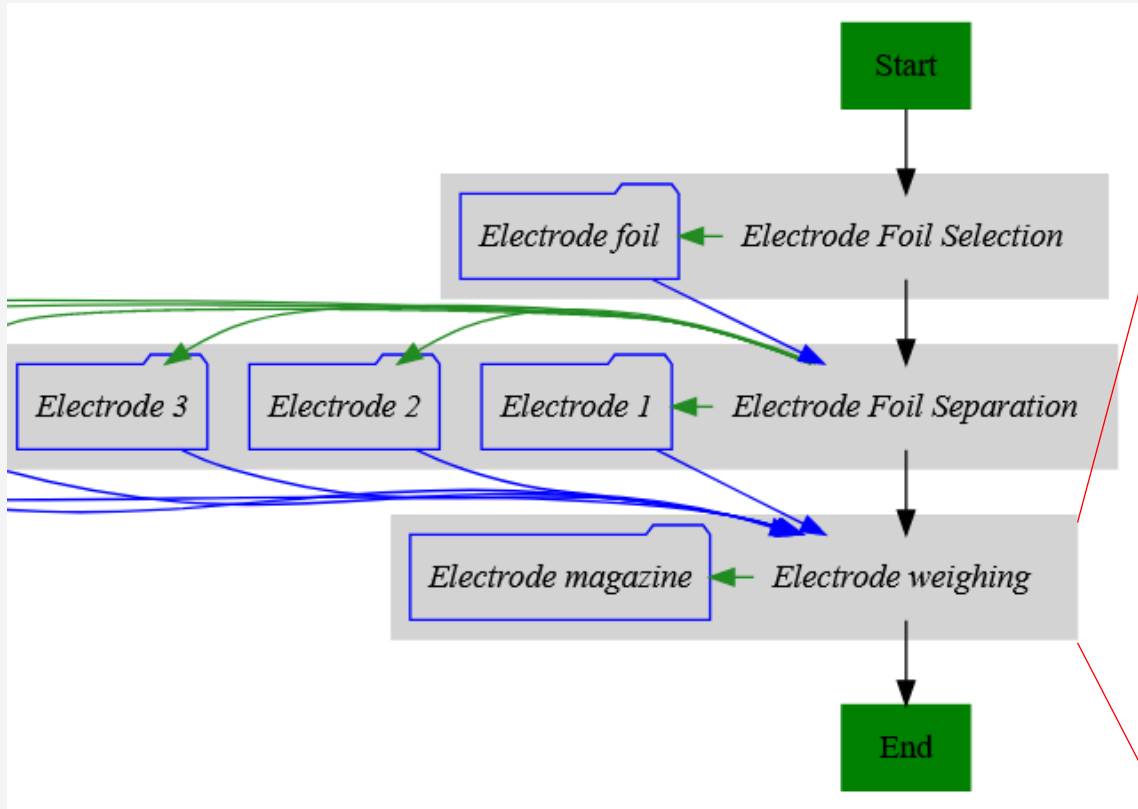 Start
Electrode foil
Electrode Foil Selection
Electrode 3
Electrode 2
Electrode 1
Electrode Foil Separation
Electrode magazine
Electrode weighing
End